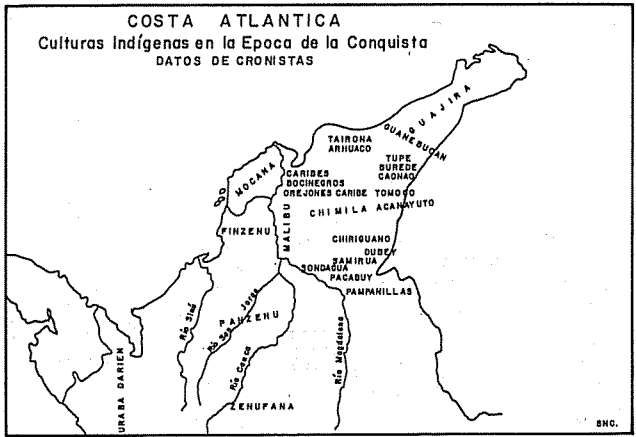 COSTA ATLANTICA
Culturas Indígenas en la Epoca de la Conquista
DATOS DE CRONISTAS
GUAJIRA
GUANEBUCAN
TAIRONA
ARHUACO
TUPE
BUREDE
CAONAO
MOCANA
CARIBES
BOCINEGROS
OREJONES CARIBE TOMOCO
CHIMILA ACANAYUTO
MALIBU
FINZENU
CHIRIGUANO
DUBEY
SAMIRUA
SONDAGUA
PACABUY
PAMPANILLAS
Río Sinú
Río San Jorge
PANZENU
Río Cauca
Río Magdalena
URABA DARIEN
ZENUFANA
SHC.